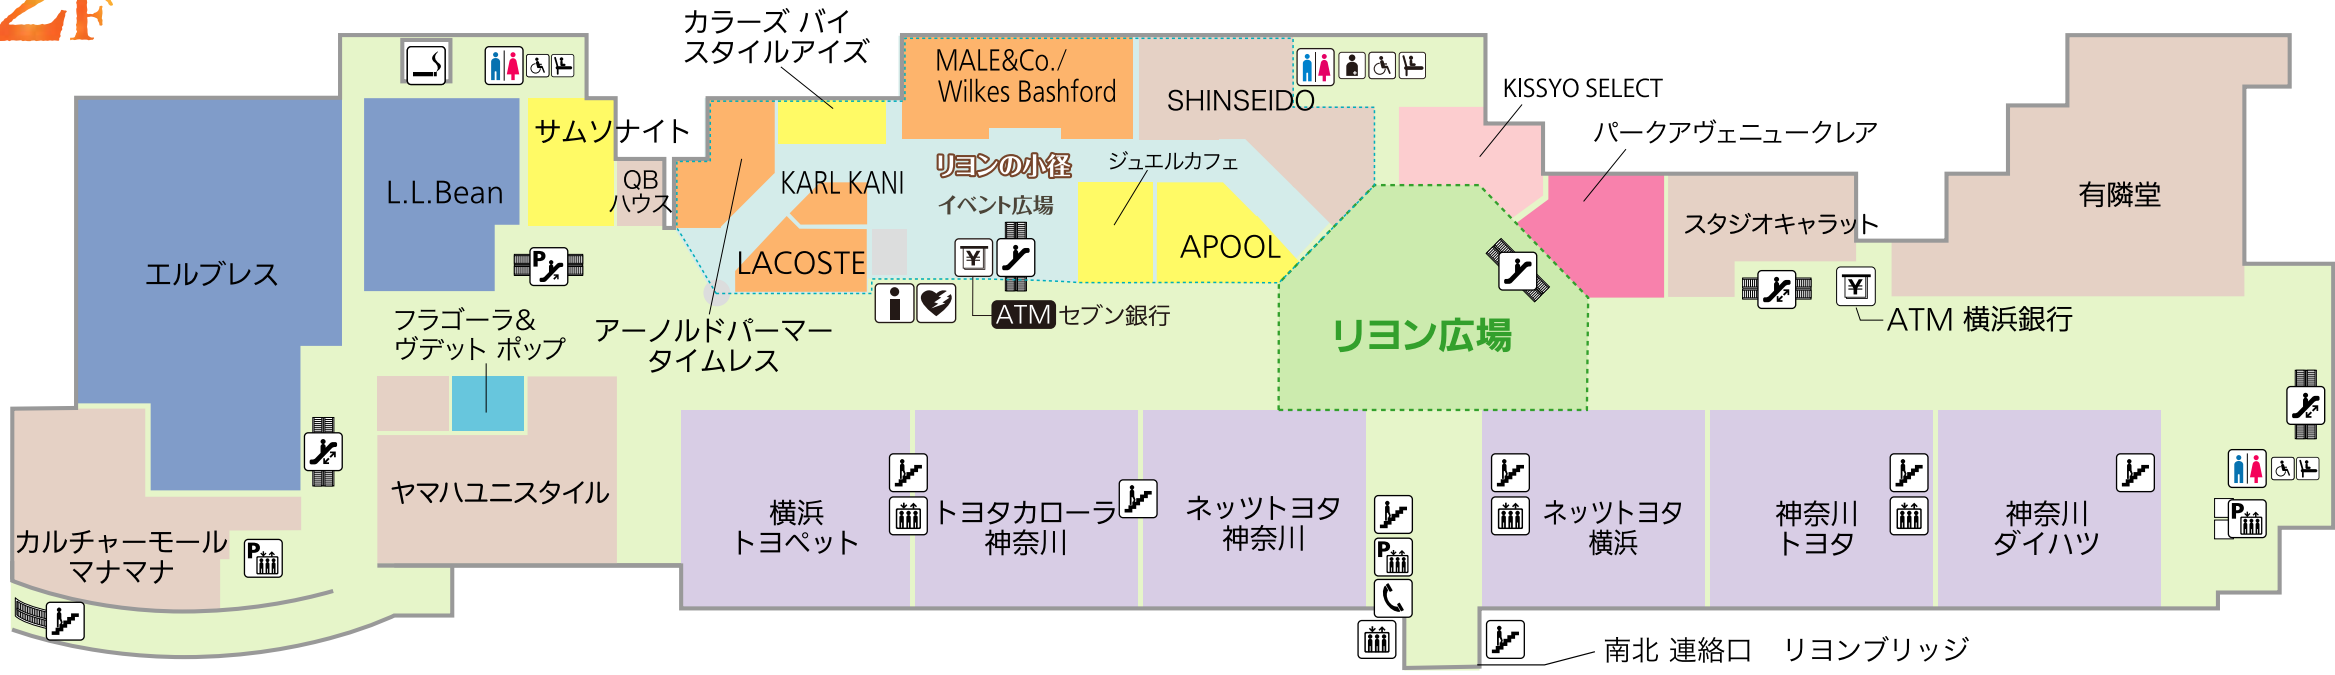 2F
カラーズ バイ
スタイルアイズ
MALE&Co./
Wilkes Bashford
SHINSEIDO
KISSYO SELECT
パークアヴェニュークレア
サムソナイト
QB
ハウス
L.L.Bean
エルブレス
KARL KANI
リヨンの小径
イベント広場
ジュエルカフェ
LACOSTE
APOOL
スタジオキャラット
有隣堂
P
¥
¥
ATM セブン銀行
ATM 横浜銀行
フラゴーラ&
ヴデット ポップ
アーノルドパーマー
タイムレス
リヨン広場
ヤマハユニスタイル
カルチャーモール
マナマナ
P
横浜
トヨペット
トヨタカローラ
神奈川
ネッツトヨタ
神奈川
P
ネッツトヨタ
横浜
神奈川
トヨタ
神奈川
ダイハツ
P
南北 連絡口 リヨンブリッジ